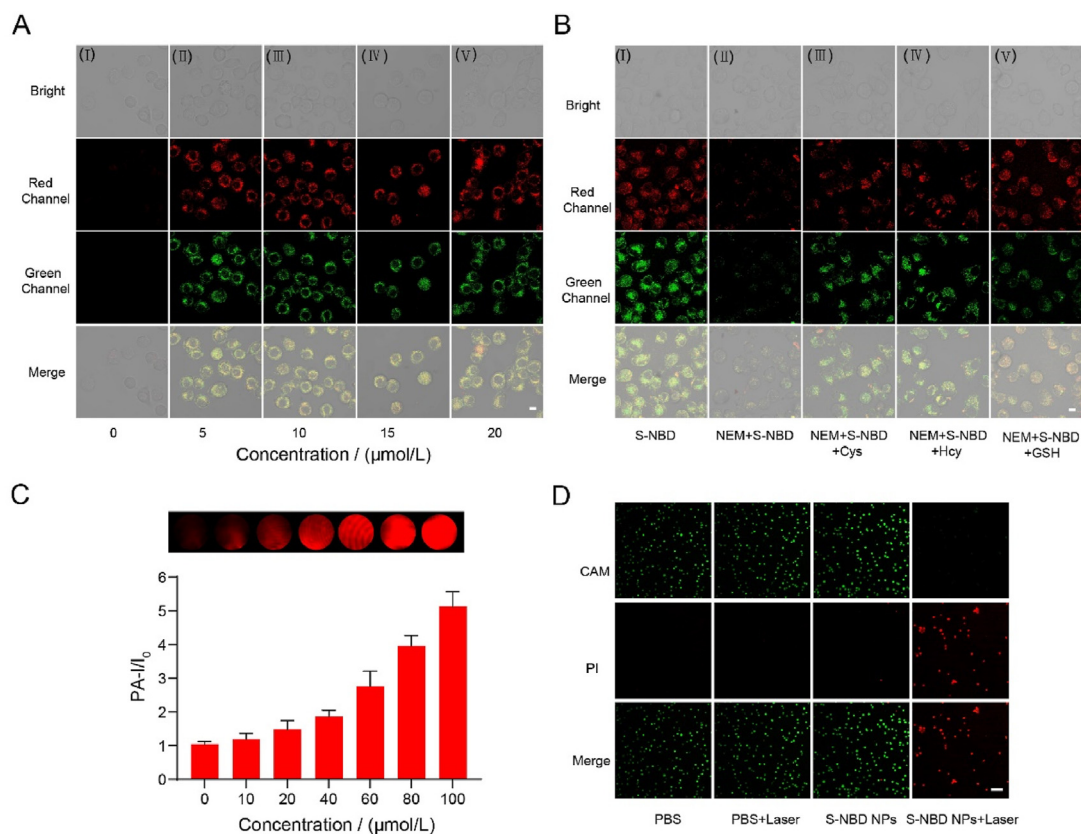 A
(I) (II) (III) (IV) (V)
Bright
Red
Channel
Green
Channel
Merge
0 5 10 15 20
Concentration / (μmol/L)
B
(I) (II) (III) (IV) (V)
Bright
Red
Channel
Green
Channel
Merge
S-NBD NEM+S-NBD NEM+S-NBD NEM+S-NBD NEM+S-NBD
+Cys +Hcy +GSH
C
6
5
4
3
2
1
0
PA-I/I0
0 10 20 40 60 80 100
Concentration / (μmol/L)
D
CAM
PI
Merge
PBS PBS+Laser S-NBD NPs S-NBD NPs+Laser